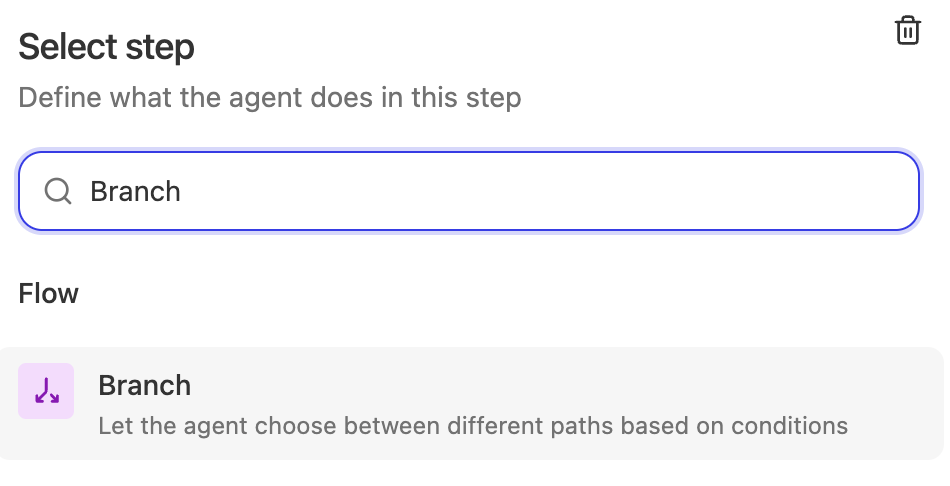 Select step
Define what the agent does in this step
Branch
Flow
Branch
Let the agent choose between different paths based on conditions